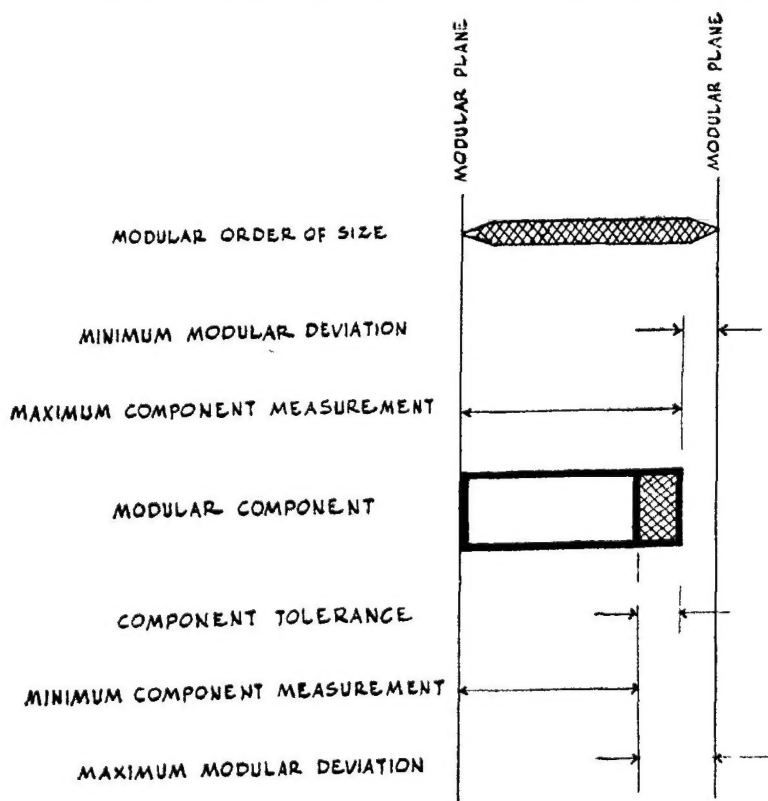 MODULAR PLANE
MODULAR PLANE
MODULAR ORDER OF SIZE
MINIMUM MODULAR DEVIATION
MAXIMUM COMPONENT MEASUREMENT
MODULAR COMPONENT
COMPONENT TOLERANCE
MINIMUM COMPONENT MEASUREMENT
MAXIMUM MODULAR DEVIATION